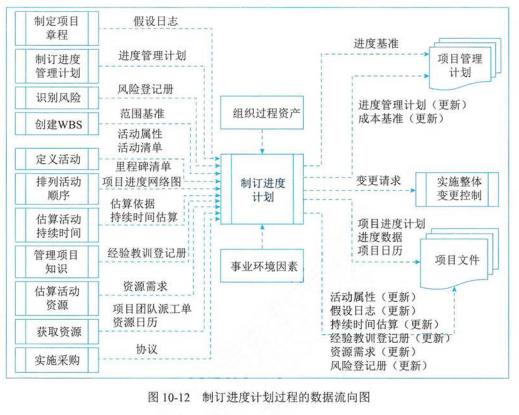 制定项目
章程
假设日志
制订进度
管理计划
进度管理计划
识别风险
风险登记册
创建WBS
范围基准
定义活动
活动属性
活动清单
里程碑清单
排列活动
顺序
项目进度网络图
估算活动
持续时间
估算依据
持续时间估算
管理项目
知识
经验教训登记册
估算活动
资源
资源需求
获取资源
项目团队派工单
资源日历
实施采购
协议
组织过程资产
制订进度
计划
事业环境因素
进度基准
项目管理
计划
进度管理计划（更新）
成本基准（更新）
变更请求
实施整体
变更控制
项目进度计划
进度数据
项目日历
项目文件
活动属性（更新）
假设日志（更新）
持续时间估算（更新）
经验教训登记册（更新）
资源需求（更新）
风险登记册（更新）
图 10-12 制订进度计划过程的数据流向图